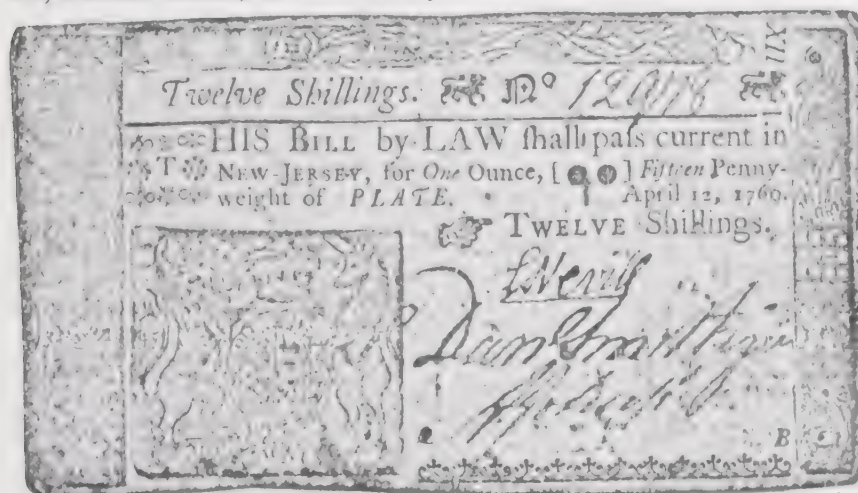 XII
Twelve Shillings. No
THIS BILL by LAW shall pass current in
NEW-JERSEY, for One Ounce, [ ] Fifteen Penny-
weight of PLATE. April 12, 1760.
TWELVE Shillings.
SNevill
B